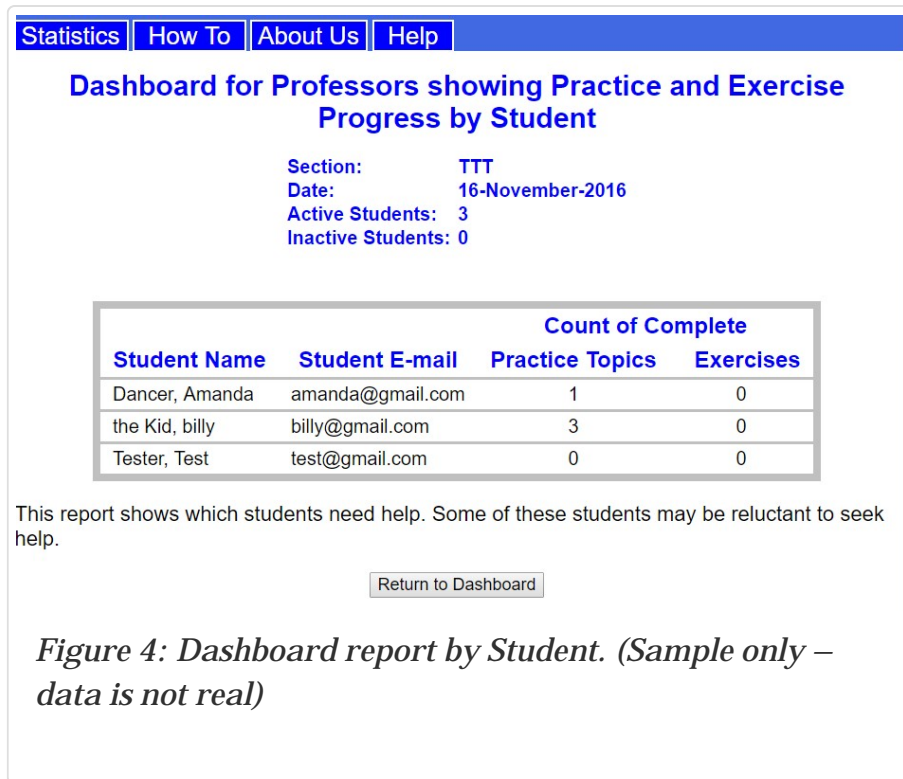 Statistics How To About Us Help
Dashboard for Professors showing Practice and Exercise
Progress by Student
Section: TTT
Date: 16-November-2016
Active Students: 3
Inactive Students: 0
Count of Complete
Student Name Student E-mail Practice Topics Exercises
Dancer, Amanda amanda@gmail.com 1 0
the Kid, billy billy@gmail.com 3 0
Tester, Test test@gmail.com 0 0
This report shows which students need help. Some of these students may be reluctant to seek
help.
Return to Dashboard
Figure 4: Dashboard report by Student. (Sample only –
data is not real)